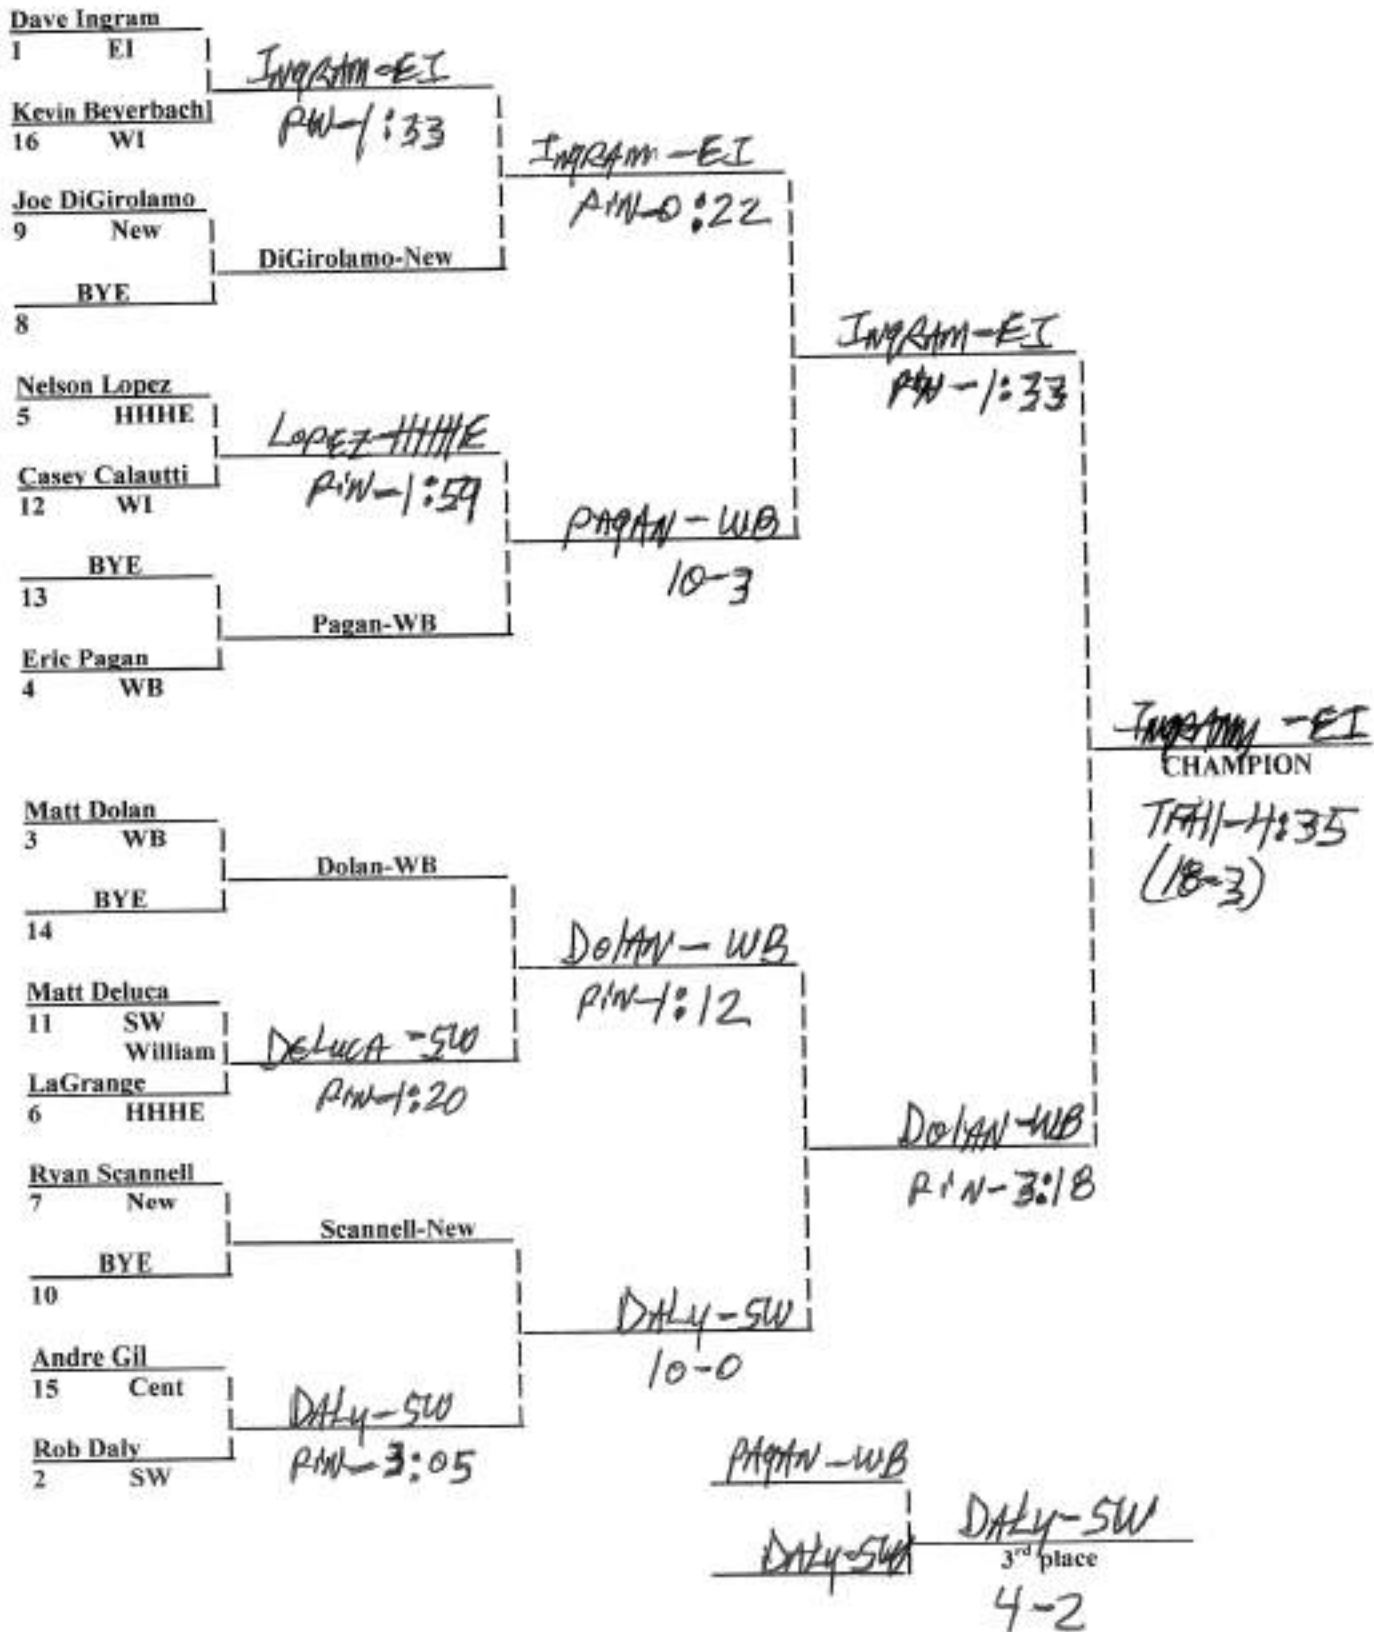 Dave Ingram
1 EI
INGRAM-EI
Kevin Beverbach
PIN-1:33
16 WI
INGRAM-EI
Joe DiGirolamo
PIN-0:22
9 New
DiGirolamo-New
BYE
8
INGRAM-EI
Nelson Lopez
PIN-1:33
5 HHHE
LOPEZ-HHHE
Casey Calautti
PIN-1:59
12 WI
PAGAN-WB
BYE
10-3
13
Pagan-WB
Eric Pagan
4 WB
INGRAM-EI
CHAMPION
Matt Dolan
TFAll-4:35
3 WB
Dolan-WB
(18-3)
BYE
14
DOLAN-WB
Matt Deluca
PIN-1:12
11 SW
William
DELUCA-SW
LaGrange
PIN-1:20
6 HHHE
DOLAN-WB
Ryan Scannell
PIN-3:18
7 New
Scannell-New
BYE
10
DALY-SW
Andre Gil
10-0
15 Cent
DALY-SW
Rob Daly
PIN-3:05
2 SW
PAGAN-WB
DALY-SW
DALY-SW
3rd place
4-2